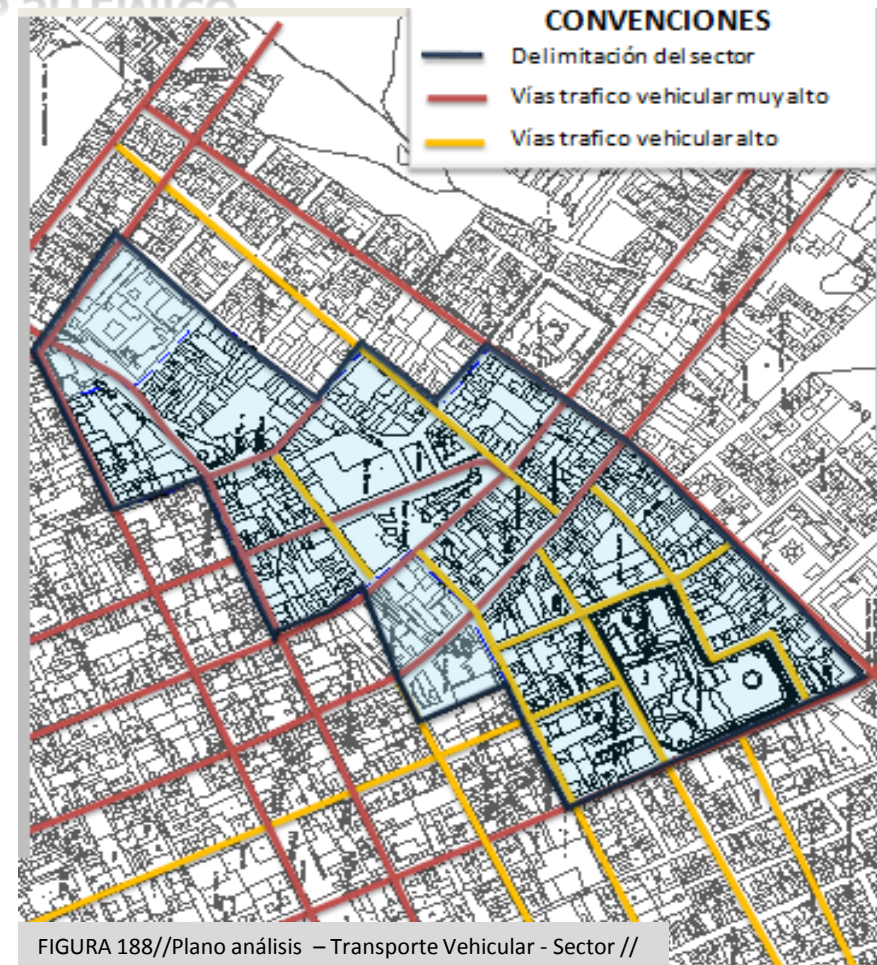 CONVENCIONES
Delimitación del sector
Vías trafico vehicular muy alto
Vías trafico vehicular alto
FIGURA 188//Plano análisis – Transporte Vehicular - Sector //